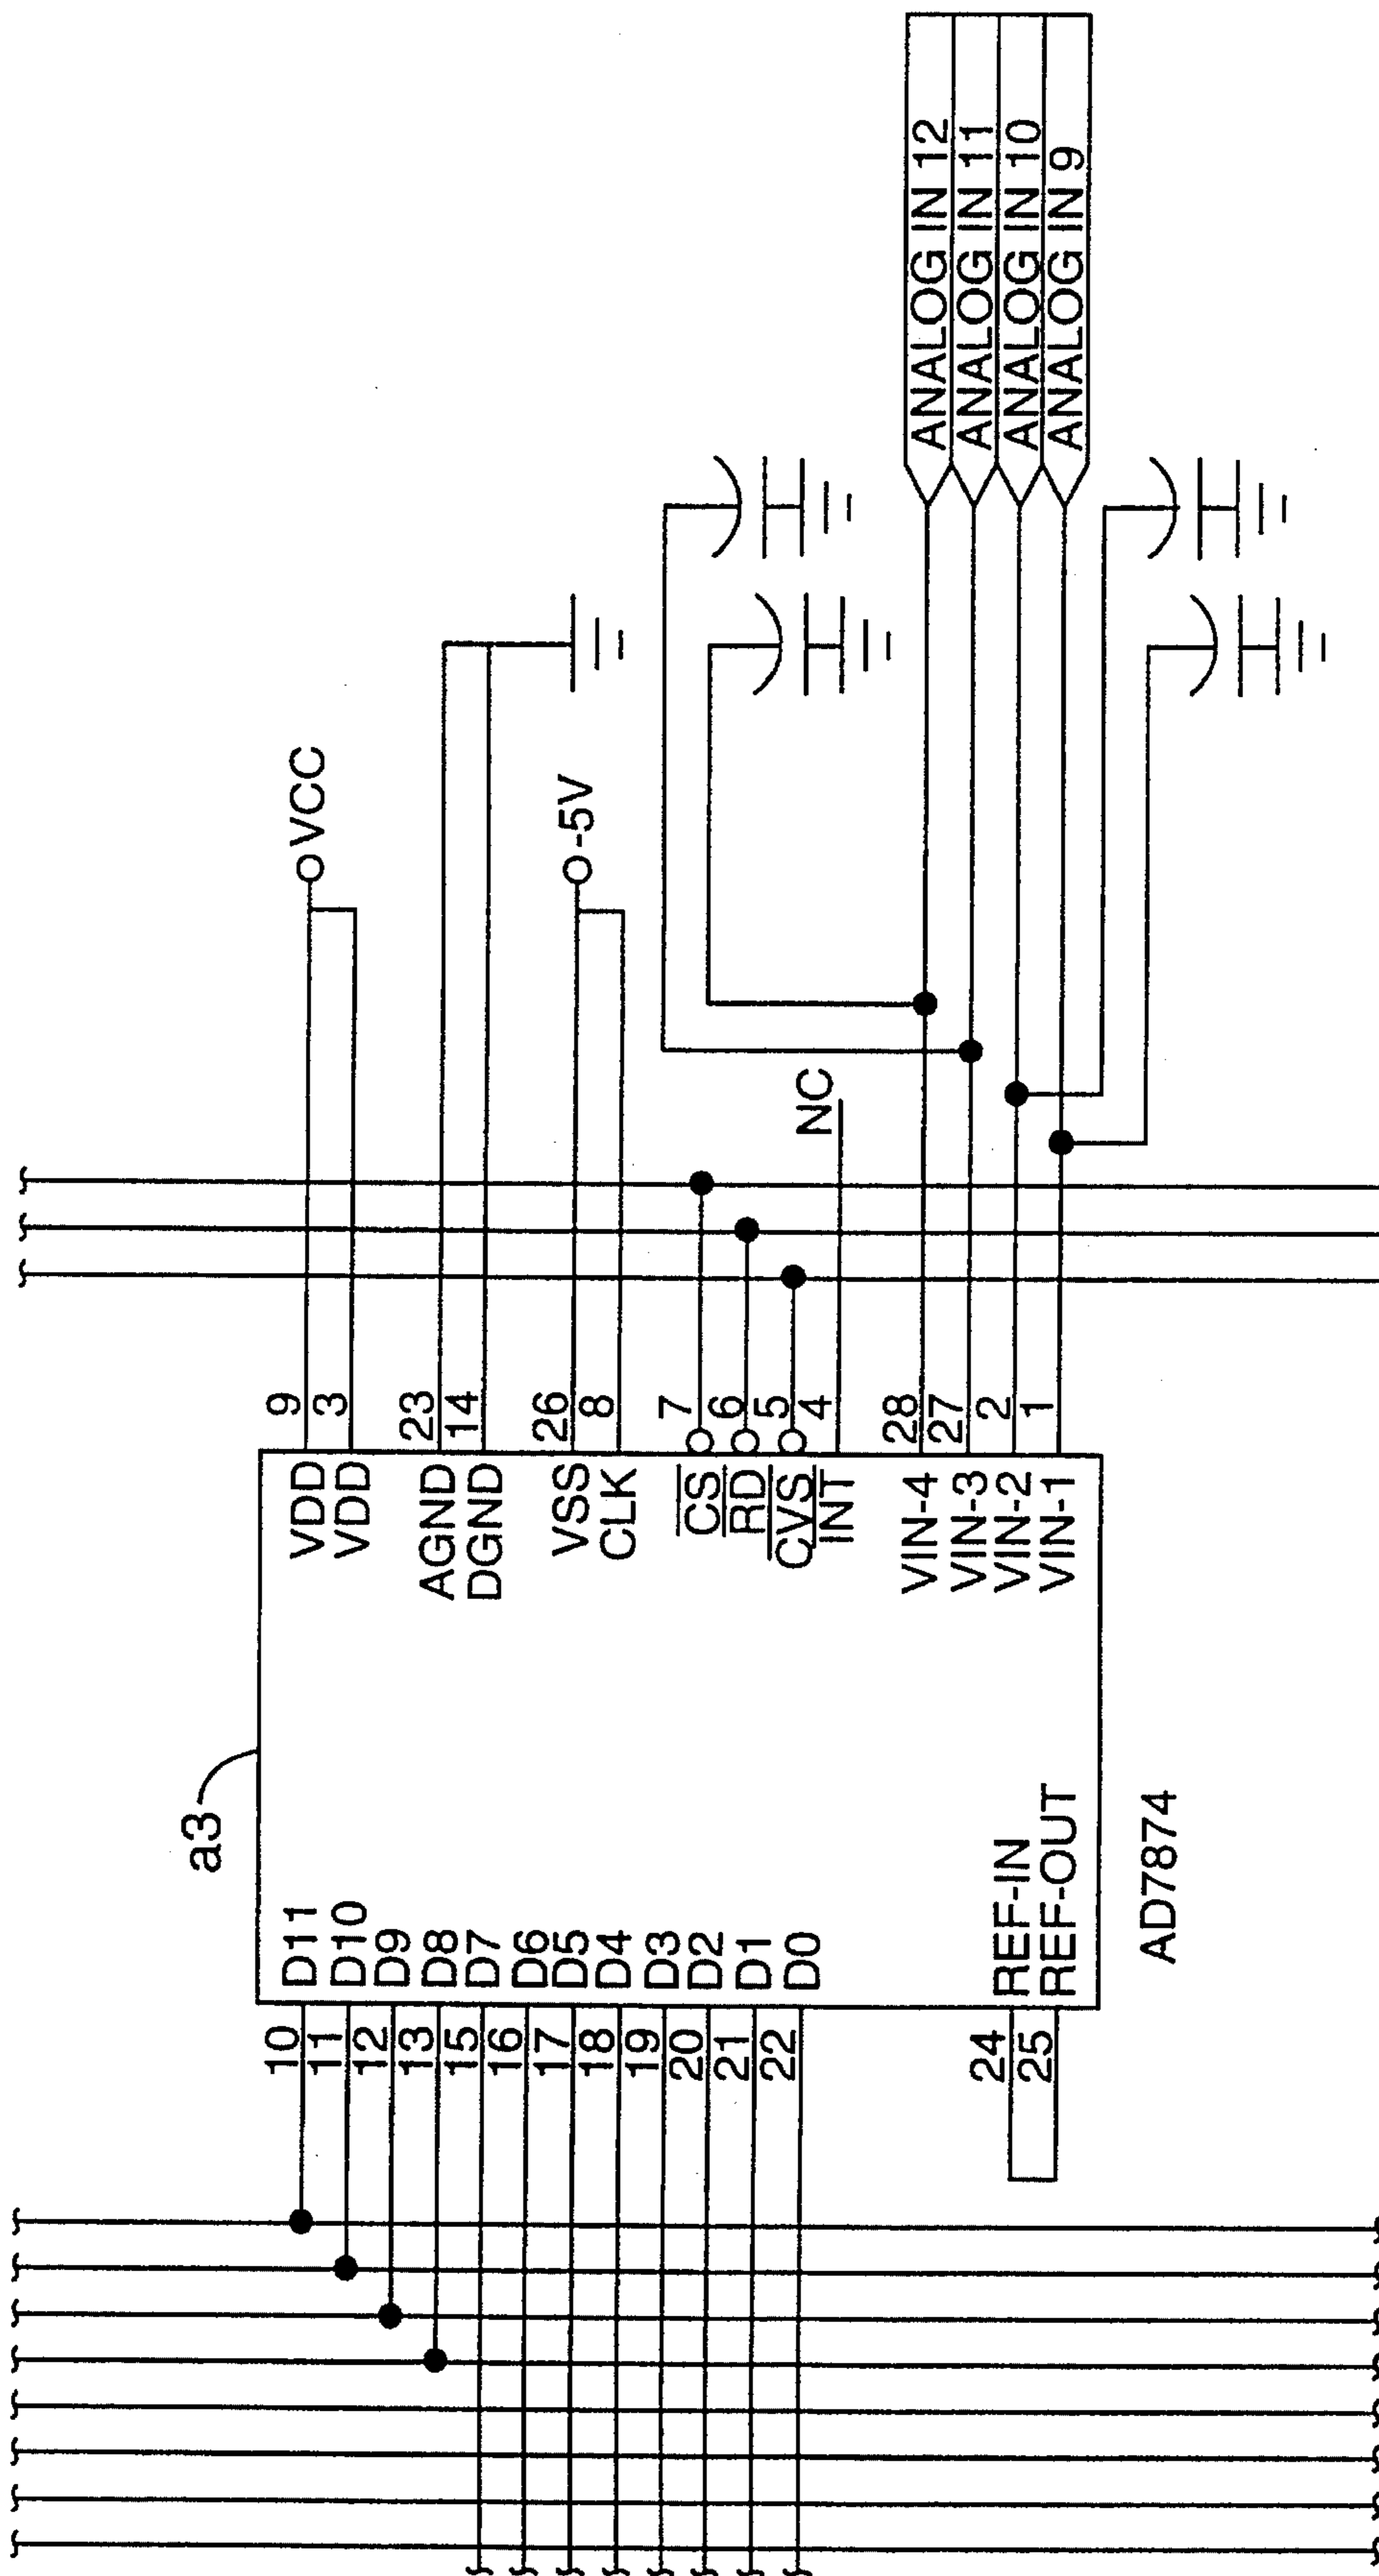 a3
D11
D10
D9
D8
D7
D6
D5
D4
D3
D2
D1
D0
REF-IN
REF-OUT
10
11
12
13
15
16
17
18
19
20
21
22
24
25
VDD
VDD
AGND
DGND
VSS
CLK
CS
RD
CVS
INT
VIN-4
VIN-3
VIN-2
VIN-1
9
3
23
14
26
8
7
6
5
4
28
27
2
1
VCC
-5V
NC
ANALOG IN 12
ANALOG IN 11
ANALOG IN 10
ANALOG IN 9
AD7874